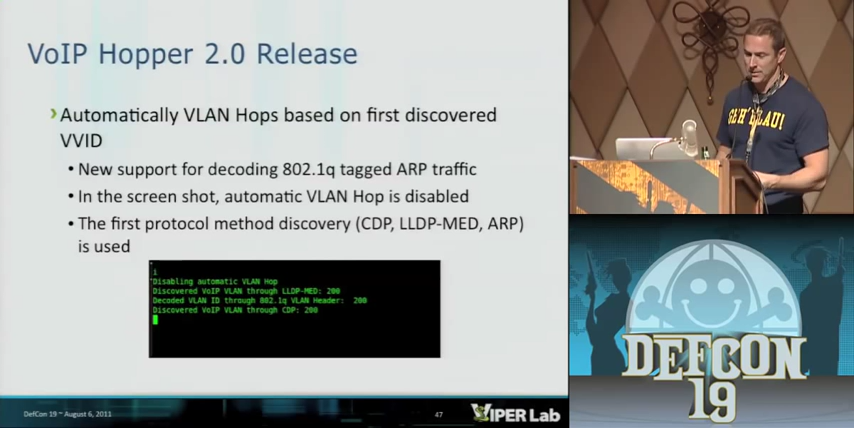 VoIP Hopper 2.0 Release
›Automatically VLAN Hops based on first discovered
VVID
• New support for decoding 802.1q tagged ARP traffic
• In the screen shot, automatic VLAN Hop is disabled
• The first protocol method discovery (CDP, LLDP-MED, ARP)
is used
i
Disabling automatic VLAN Hop
Discovered VoIP VLAN through LLDP-MED: 200
Decoded VLAN ID through 802.1q VLAN Header: 200
Discovered VoIP VLAN through CDP: 200
DefCon 19 ~ August 6, 2011
47
VIPER Lab
DEFCON
19